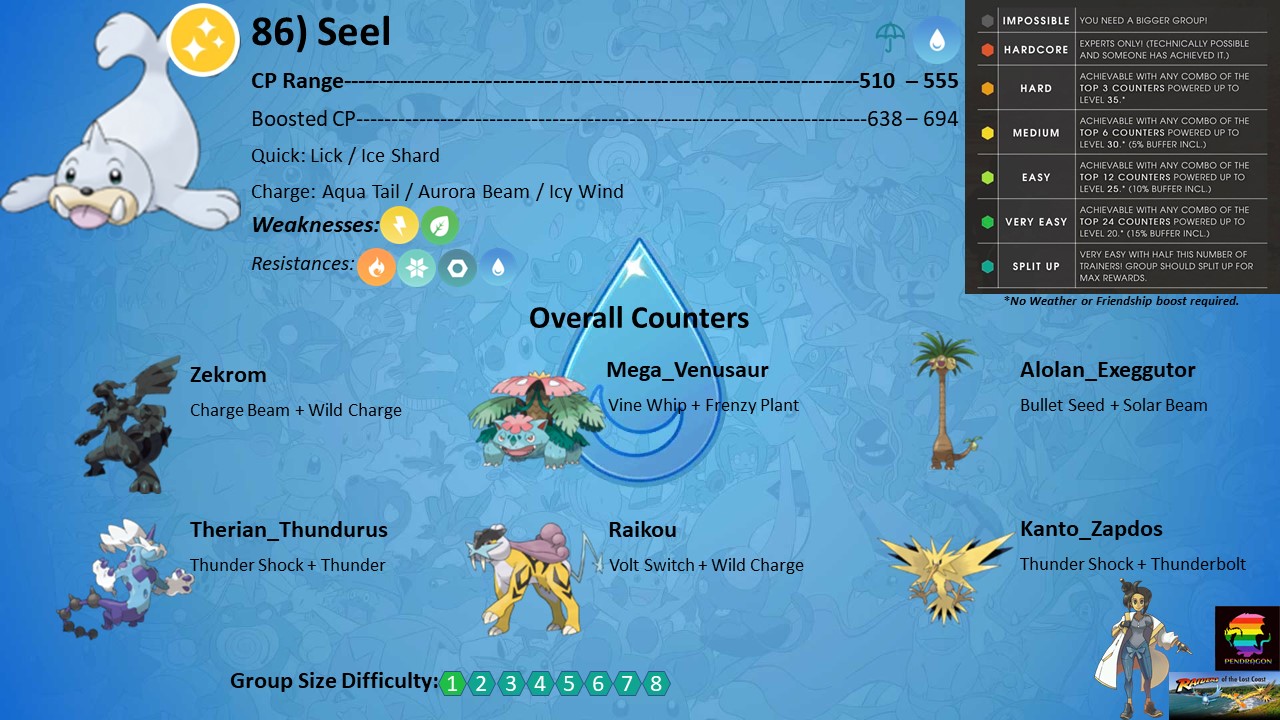 86) Seel
CP Range------------------------------------------------------------------------510 – 555
Boosted CP------------------------------------------------------------------------638 – 694
Quick: Lick / Ice Shard
Charge: Aqua Tail / Aurora Beam / Icy Wind
Weaknesses:
Resistances:
IMPOSSIBLE YOU NEED A BIGGER GROUP!
HARDCORE EXPERTS ONLY! (TECHNICALLY POSSIBLE
AND SOMEONE HAS ACHIEVED IT.)
HARD ACHIEVABLE WITH ANY COMBO OF THE
TOP 3 COUNTERS POWERED UP TO
LEVEL 35.*
MEDIUM ACHIEVABLE WITH ANY COMBO OF THE
TOP 6 COUNTERS POWERED UP TO
LEVEL 30.* (5% BUFFER INCL.)
EASY ACHIEVABLE WITH ANY COMBO OF THE
TOP 12 COUNTERS POWERED UP TO
LEVEL 25.* (10% BUFFER INCL.)
VERY EASY ACHIEVABLE WITH ANY COMBO OF THE
TOP 24 COUNTERS POWERED UP TO
LEVEL 20.* (15% BUFFER INCL.)
SPLIT UP VERY EASY WITH HALF THIS NUMBER OF
TRAINERS! GROUP SHOULD SPLIT UP FOR
MAX REWARDS.
*No Weather or Friendship boost required.
Overall Counters
Zekrom
Charge Beam + Wild Charge
Mega_Venusaur
Vine Whip + Frenzy Plant
Alolan_Exeggutor
Bullet Seed + Solar Beam
Therian_Thundurus
Thunder Shock + Thunder
Raikou
Volt Switch + Wild Charge
Kanto_Zapdos
Thunder Shock + Thunderbolt
Group Size Difficulty: 1 2 3 4 5 6 7 8
PENDRAGON
RAIDERS of the Lost Coast